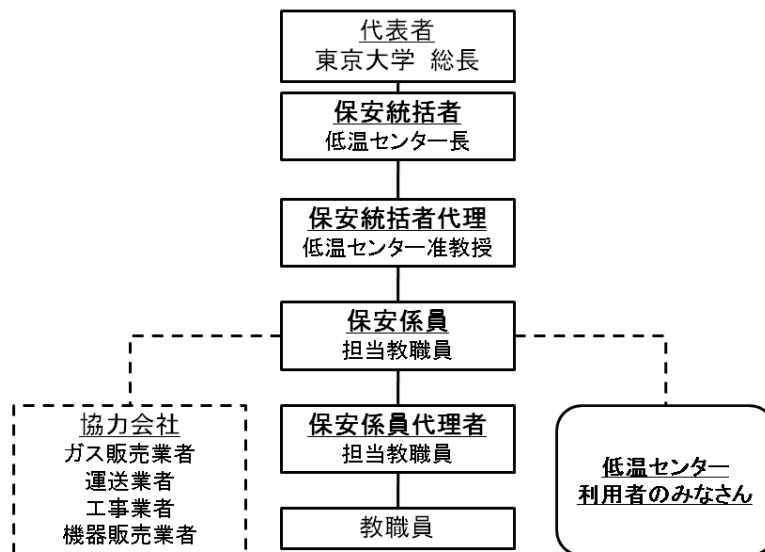 代表者
東京大学 総長
保安統括者
低温センター長
保安統括者代理
低温センター准教授
保安係員
担当教職員
協力会社
ガス販売業者
運送業者
工事業者
機器販売業者
保安係員代理者
担当教職員
教職員
低温センター
利用者のみなさん